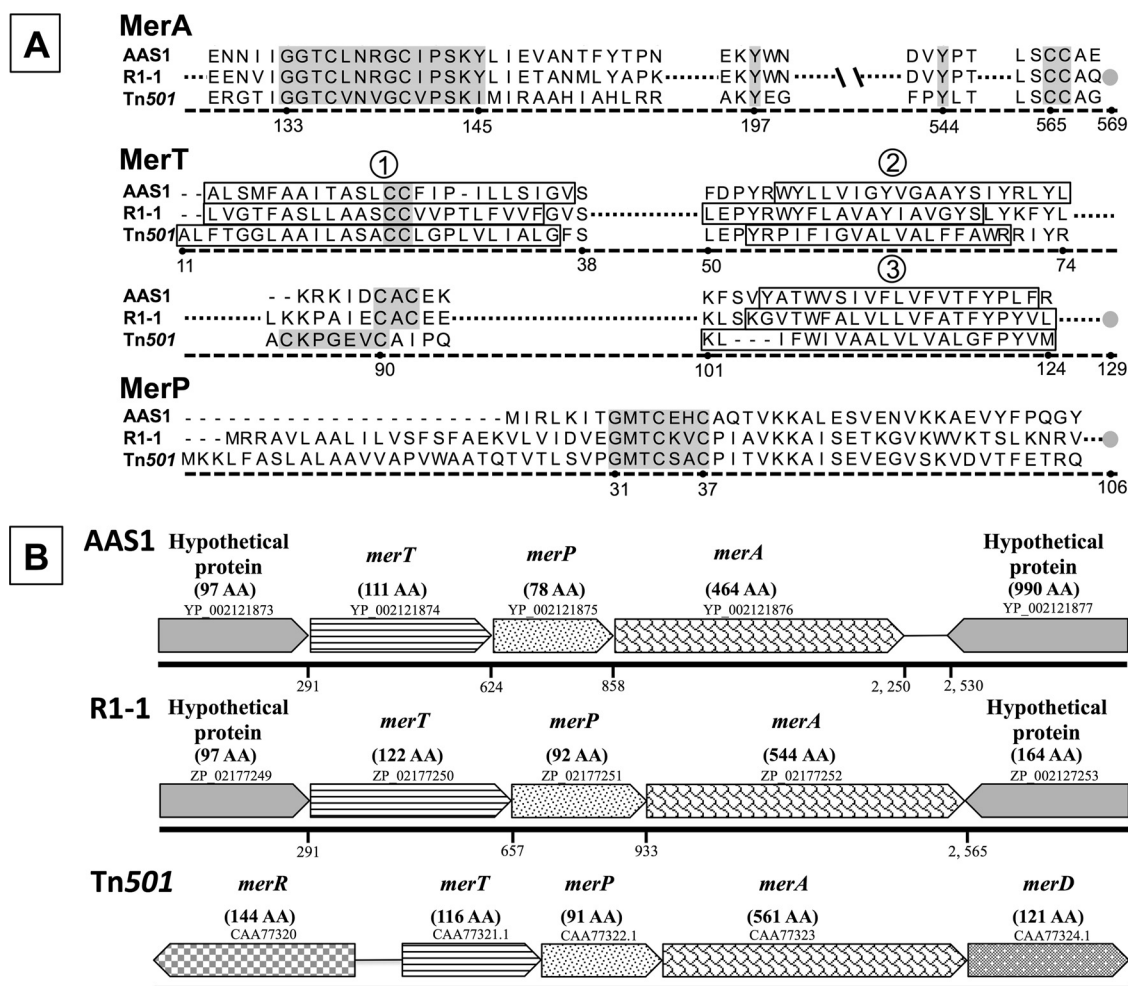 A
MerA
AAS1 ENNIIGGTCLNRGCIPSKYLIEVANTFYTPN EKYWN DVYPT LSCCAE
R1-1 EENVIGGTCLNRGCIPSKYLIETANMLYAPK EKYWN DVYPT LSCCAQ
Tn501 ERGTIGGTCVNVGCVPSKIMIRAAHIAHLRR AKYEG FPYLT LSCCAG
133 145 197 544 565 569
MerT
① ②
AAS1 --ALSMFAAITASLCCFIP-ILLSIGVS FDPYRWYLLVIGYVGAAYSIYRLYL
R1-1 --LVGTFASLLAASCCVVPTLFVVFGVS LEPYRWYFLAVAYIAVGYSLYKFYL
Tn501 ALFTGGLAAILASACCLGPLVLIALGFS LEPYRPIFIGVALVALFFAWRRIYR
11 38 50 74
③
AAS1 --KRKIDCACEK KFSVYATWVSIVFLVFVTFYPLFR
R1-1 LKKPAIECACEE KLSKGVTWFALVLLVFATFYPYVL
Tn501 ACKPGEVCAIPQ KL---IFWIVAALVLVALGFPYVM
90 101 124 129
MerP
AAS1 --------------------MIRLKITGMTCEHCAQTVKKALESVENVKKAEVYFPQGY
R1-1 ---MRRAVLAALILVSFSFAEKVLVIDVEGMTCKVCPIAVKKAISETKGVKWVKTSLKNRV
Tn501 MKKLFASLALAAVVAPVWAATQTVTLSVPGMTCSACPITVKKAISEVEGVSKVDVTFETRQ
31 37 106
B
AAS1
Hypothetical protein merT merP merA Hypothetical protein
(97 AA) (111 AA) (78 AA) (464 AA) (990 AA)
YP_002121873 YP_002121874 YP_002121875 YP_002121876 YP_002121877
291 624 858 2, 250 2, 530
R1-1
Hypothetical protein merT merP merA Hypothetical protein
(97 AA) (122 AA) (92 AA) (544 AA) (164 AA)
ZP_02177249 ZP_02177250 ZP_02177251 ZP_02177252 ZP_002127253
291 657 933 2, 565
Tn501 merR merT merP merA merD
(144 AA) (116 AA) (91 AA) (561 AA) (121 AA)
CAA77320 CAA77321.1 CAA77322.1 CAA77323 CAA77324.1